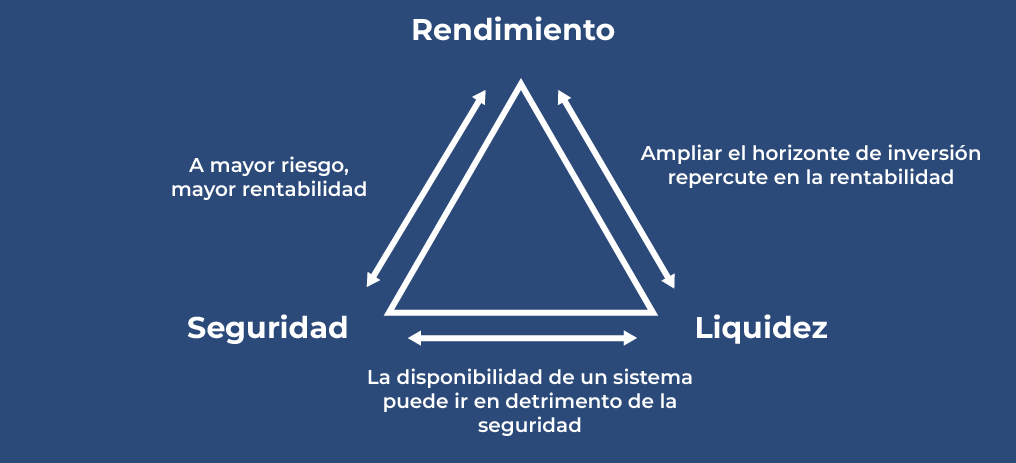 Rendimiento
A mayor riesgo,
mayor rentabilidad
Ampliar el horizonte de inversión
repercute en la rentabilidad
Seguridad
Liquidez
La disponibilidad de un sistema
puede ir en detrimento de la
seguridad